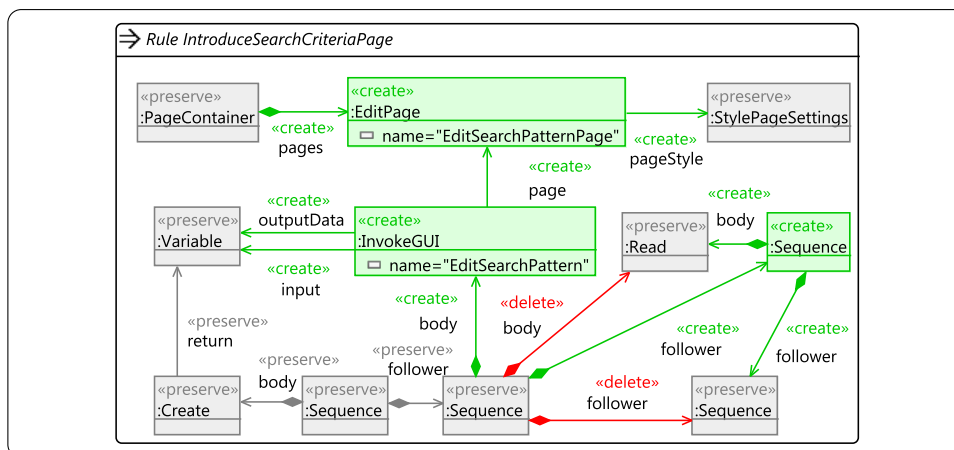 Rule IntroduceSearchCriteriaPage
«preserve»
:PageContainer
«create»
pages
«create»
:EditPage
name="EditSearchPatternPage"
«create»
pageStyle
«preserve»
:StylePageSettings
«create»
page
«preserve»
:Variable
«create»
outputData
«create»
input
«create»
:InvokeGUI
name="EditSearchPattern"
«preserve»
:Read
«create»
body
«create»
:Sequence
«preserve»
return
«create»
body
«delete»
body
«create»
follower
«create»
follower
«preserve»
:Create
«preserve»
body
«preserve»
:Sequence
«preserve»
follower
«preserve»
:Sequence
«delete»
follower
«preserve»
:Sequence